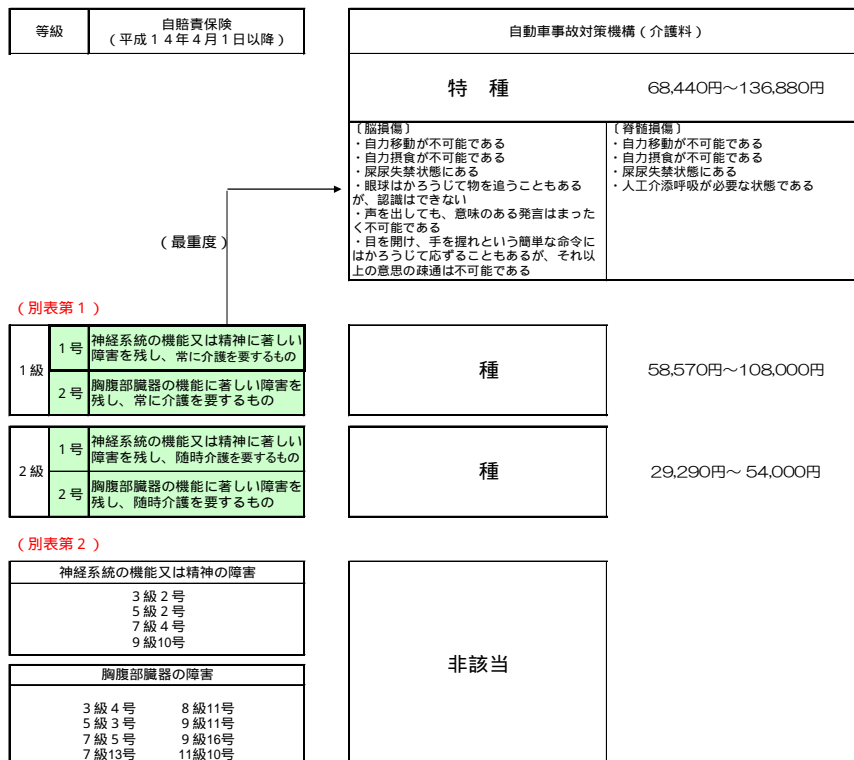 等級
自賠責保険
（平成１４年４月１日以降）
自動車事故対策機構（介護料）
特　種
68,440円～136,880円
〔脳損傷〕
・自力移動が不可能である
・自力摂食が不可能である
・屎尿失禁状態にある
・眼球はかろうじて物を追うこともある
が、認識はできない
・声を出しても、意味のある発言はまった
く不可能である
・目を開け、手を握れという簡単な命令に
はかろうじて応ずることもあるが、それ以
上の意思の疎通は不可能である
〔脊髄損傷〕
・自力移動が不可能である
・自力摂食が不可能である
・屎尿失禁状態にある
・人工介添呼吸が必要な状態である
（最重度）
（別表第１）
１級
１号
神経系統の機能又は精神に著しい
障害を残し、常に介護を要するもの
２号
胸腹部臓器の機能に著しい障害を
残し、常に介護を要するもの
種
58,570円～108,000円
２級
１号
神経系統の機能又は精神に著しい
障害を残し、随時介護を要するもの
２号
胸腹部臓器の機能に著しい障害を
残し、随時介護を要するもの
種
29,290円～ 54,000円
（別表第２）
神経系統の機能又は精神の障害
３級２号
５級２号
７級４号
９級10号
胸腹部臓器の障害
３級４号　８級11号
５級３号　９級11号
７級５号　９級16号
７級13号　11級10号
非該当